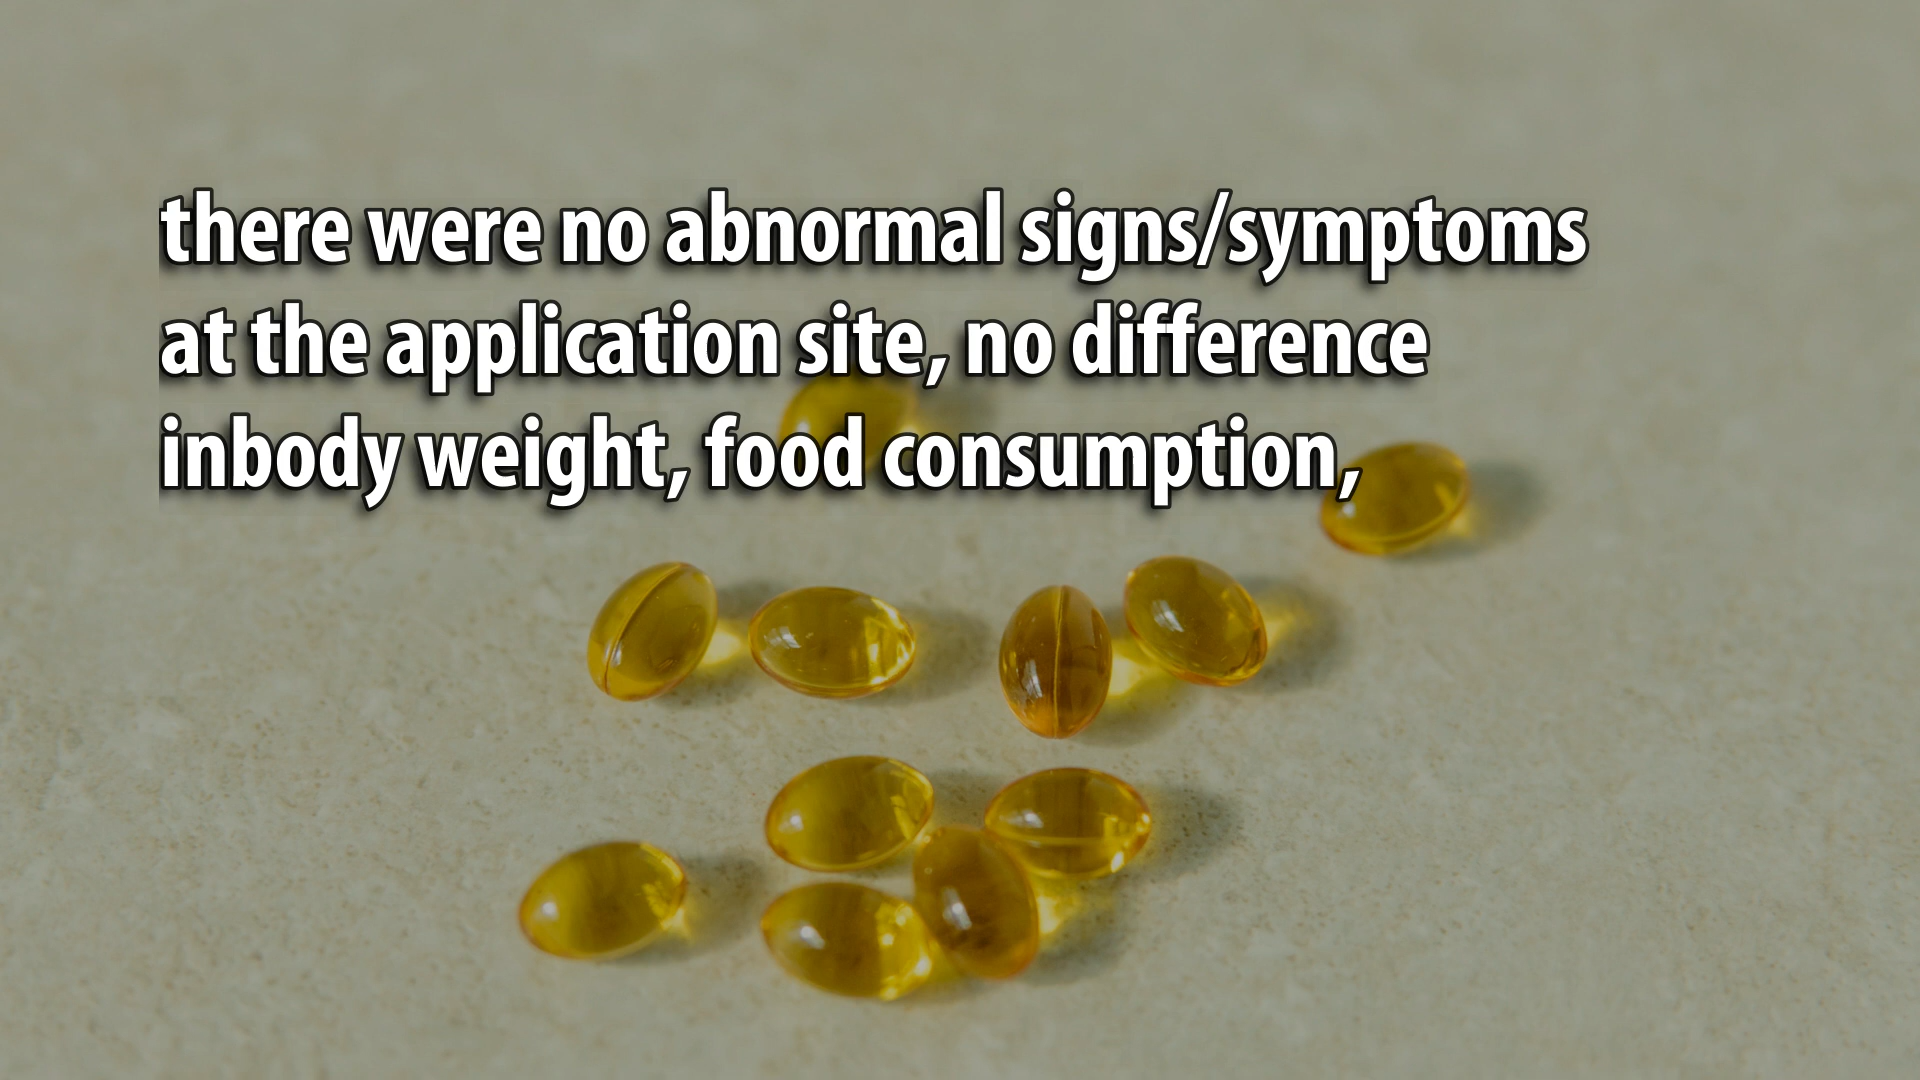 there were no abnormal signs/symptoms
at the application site, no difference
inbody weight, food consumption,